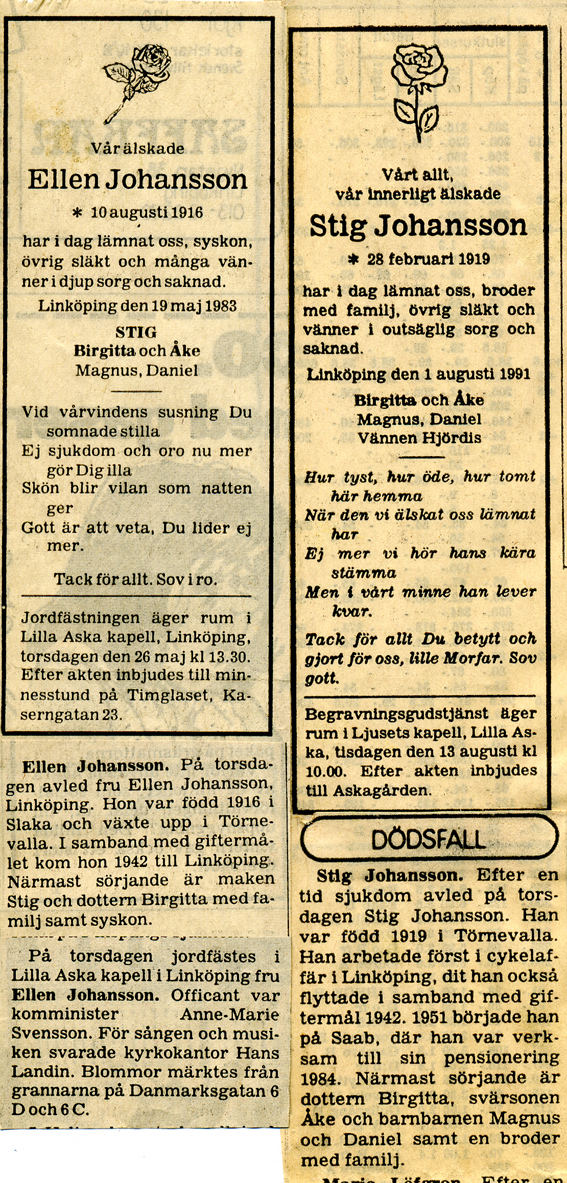 Vår älskade
Ellen Johansson
* 10 augusti 1916
har i dag lämnat oss, syskon,
övrig släkt och många vän-
ner i djup sorg och saknad.
Linköping den 19 maj 1983
STIG
Birgitta och Åke
Magnus, Daniel
Vid vårvindens susning Du
somnade stilla
Ej sjukdom och oro nu mer
gör Dig illa
Skön blir vilan som natten
ger
Gott är att veta, Du lider ej
mer.
Tack för allt. Sov i ro.
Jordfästningen äger rum i
Lilla Aska kapell, Linköping,
torsdagen den 26 maj kl 13.30.
Efter akten inbjudes till min-
nesstund på Timglaset, Ka-
serngatan 23.
Ellen Johansson. På torsda-
gen avled fru Ellen Johansson,
Linköping. Hon var född 1916 i
Slaka och växte upp i Törne-
valla. I samband med giftermå-
let kom hon 1942 till Linköping.
Närmast sörjande är maken
Stig och dottern Birgitta med fa-
milj samt syskon.
På torsdagen jordfästes i
Lilla Aska kapell i Linköping fru
Ellen Johansson. Officant var
komminister Anne-Marie
Svensson. För sången och musi-
ken svarade kyrkokantor Hans
Landin. Blommor märktes från
grannarna på Danmarksgatan 6
D och 6 C.
Vårt allt,
vår innerligt älskade
Stig Johansson
* 28 februari 1919
har i dag lämnat oss, broder
med familj, övrig släkt och
vänner i outsäglig sorg och
saknad.
Linköping den 1 augusti 1991
Birgitta och Åke
Magnus, Daniel
Vännen Hjördis
Hur tyst, hur öde, hur tomt
här hemma
När den vi älskat oss lämnat
har
Ej mer vi hör hans kära
stämma
Men i vårt minne han lever
kvar.
Tack för allt Du betytt och
gjort för oss, lille Morfar. Sov
gott.
Begravningsgudstjänst äger
rum i Ljusets kapell, Lilla As-
ka, tisdagen den 13 augusti kl
10.00. Efter akten inbjudes
till Askagården.
DÖDSFALL
Stig Johansson. Efter en
tid sjukdom avled på tors-
dagen Stig Johansson. Han
var född 1919 i Törnevalla.
Han arbetade först i cykelaf-
fär i Linköping, dit han också
flyttade i samband med gif-
termål 1942. 1951 började han
på Saab, där han var verk-
sam till sin pensionering
1984. Närmast sörjande är
dottern Birgitta, svärsonen
Åke och barnbarnen Magnus
och Daniel samt en broder
med familj.